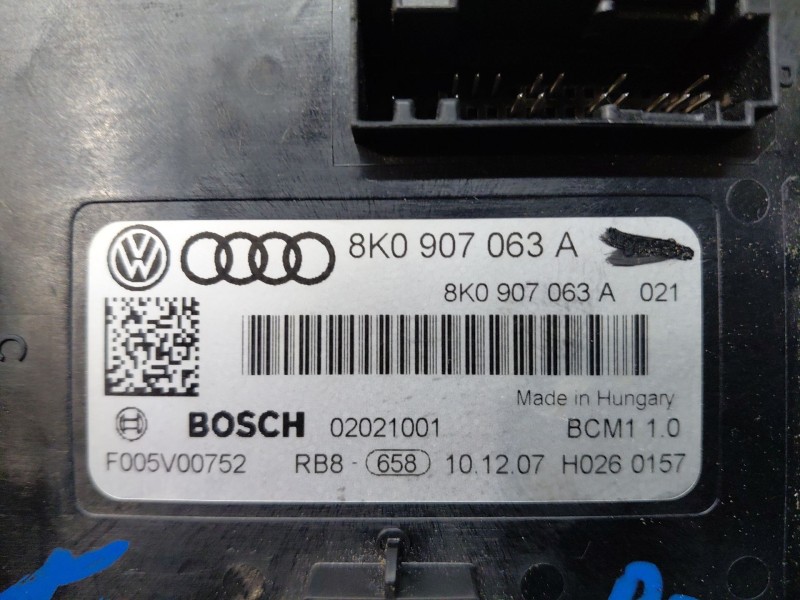 8K0 907 063 A
8K0 907 063 A 021
Made in Hungary
BOSCH 02021001 BCM1 1.0
F005V00752 RB8 - 658 10.12.07 H026 0157
C